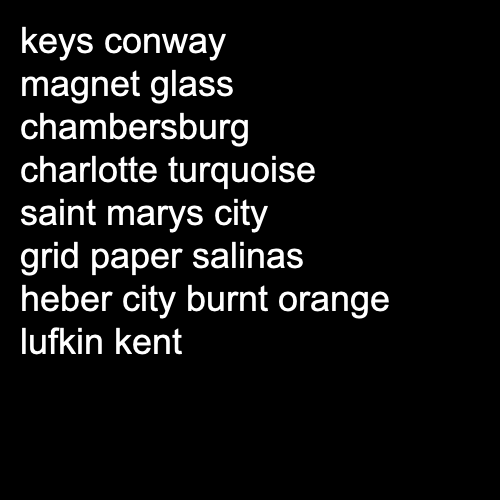 keys conway
magnet glass
chambersburg
charlotte turquoise
saint marys city
grid paper salinas
heber city burnt orange
lufkin kent